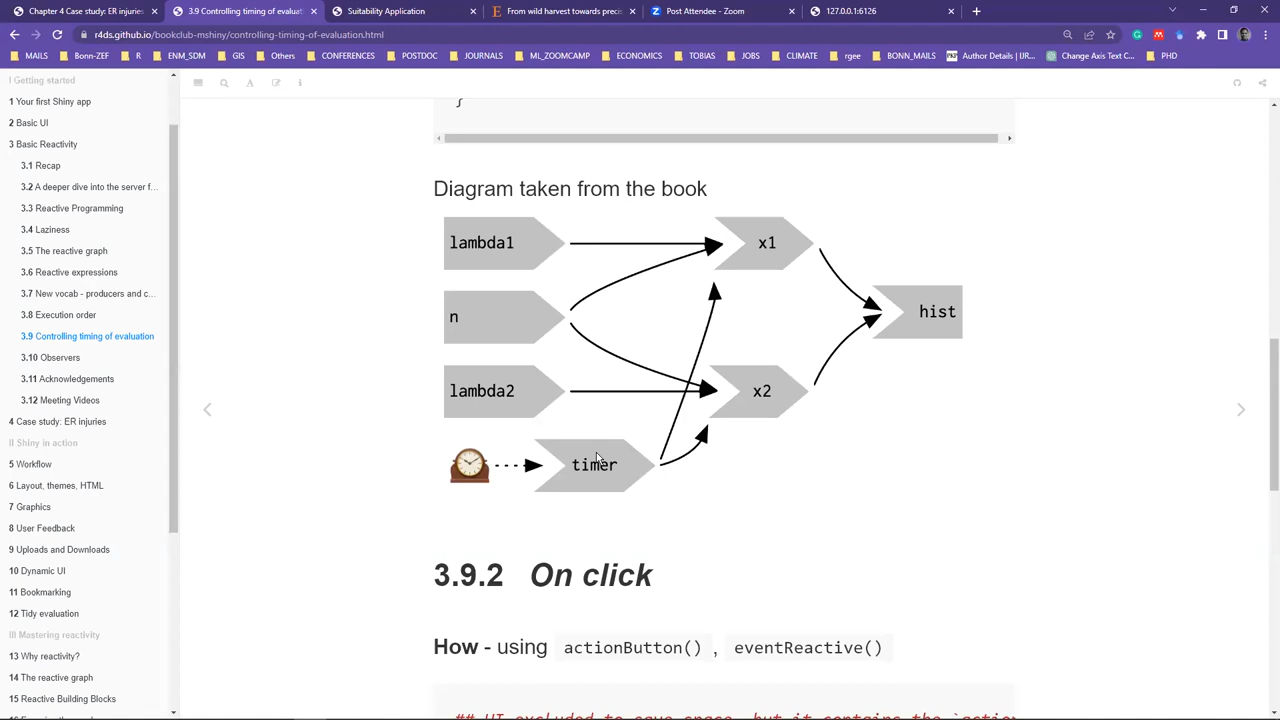 Chapter 4 Case study: ER injuries
3.9 Controlling timing of evaluat
Suitability Application
From wild harvest towards precis
Post Attendee - Zoom
127.0.0.1:6126
r4ds.github.io/bookclub-mshiny/controlling-timing-of-evaluation.html
MAILS
Bonn-ZEF
R
ENM_SDM
GIS
Others
CONFERENCES
POSTDOC
JOURNALS
ML_ZOOMCAMP
ECONOMICS
TOBIAS
JOBS
CLIMATE
rgee
BONN_MAILS
Author Details | IJR...
Change Axis Text C...
PHD
I Getting started
1 Your first Shiny app
2 Basic UI
3 Basic Reactivity
3.1 Recap
3.2 A deeper dive into the server f...
3.3 Reactive Programming
3.4 Laziness
3.5 The reactive graph
3.6 Reactive expressions
3.7 New vocab - producers and c...
3.8 Execution order
3.9 Controlling timing of evaluation
3.10 Observers
3.11 Acknowledgements
3.12 Meeting Videos
4 Case study: ER injuries
II Shiny in action
5 Workflow
6 Layout, themes, HTML
7 Graphics
8 User Feedback
9 Uploads and Downloads
10 Dynamic UI
11 Bookmarking
12 Tidy evaluation
III Mastering reactivity
13 Why reactivity?
14 The reactive graph
15 Reactive Building Blocks
}
Diagram taken from the book
lambda1
x1
n
hist
lambda2
x2
timer
3.9.2 On click
How - using actionButton() , eventReactive()